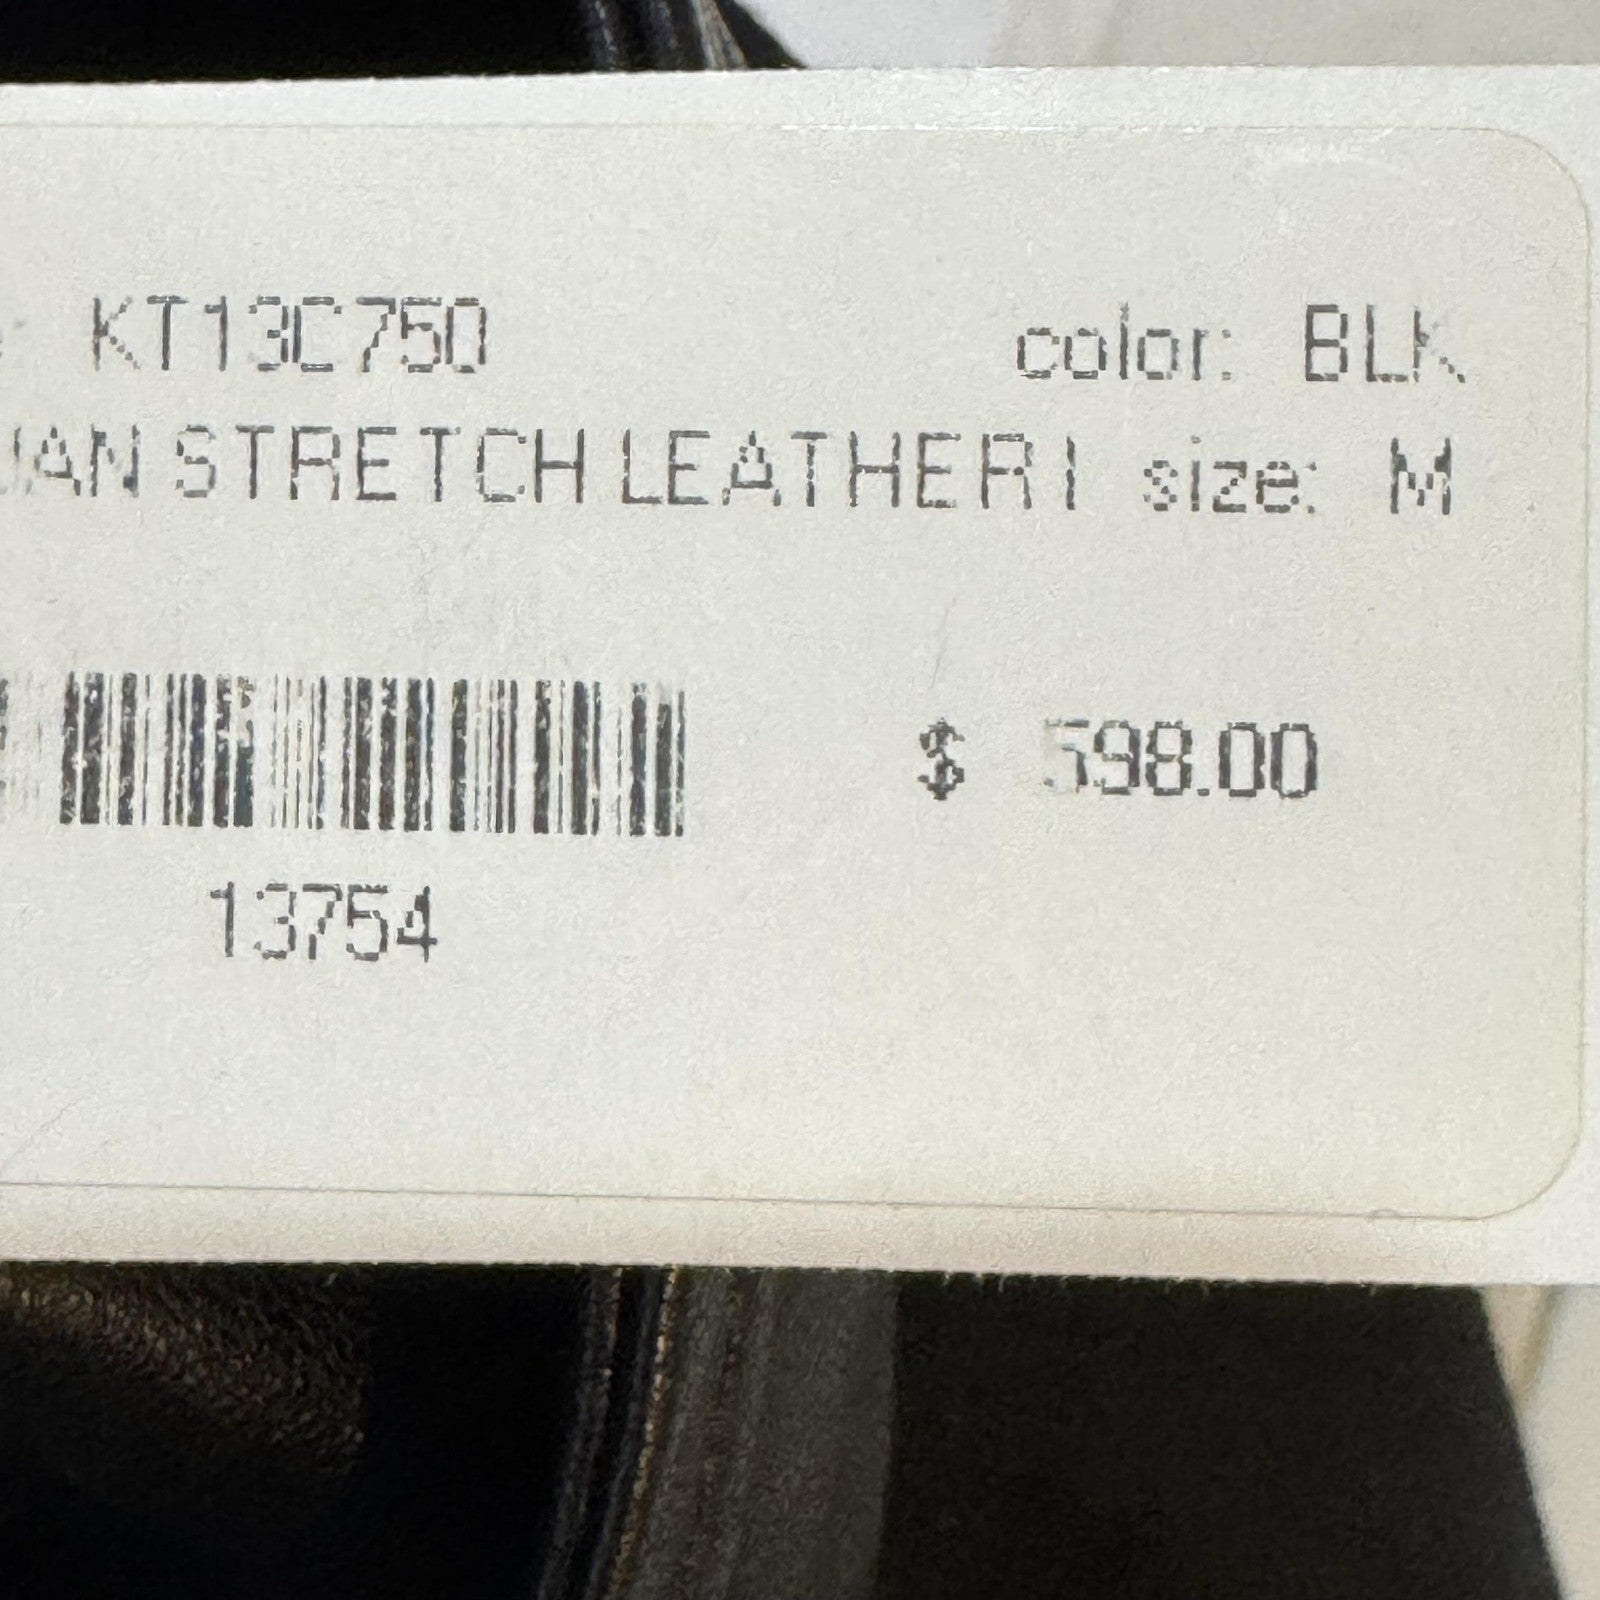 KT13C750 color: BLK
STRETCH LEATHER I size: M
$ 598.00
13754